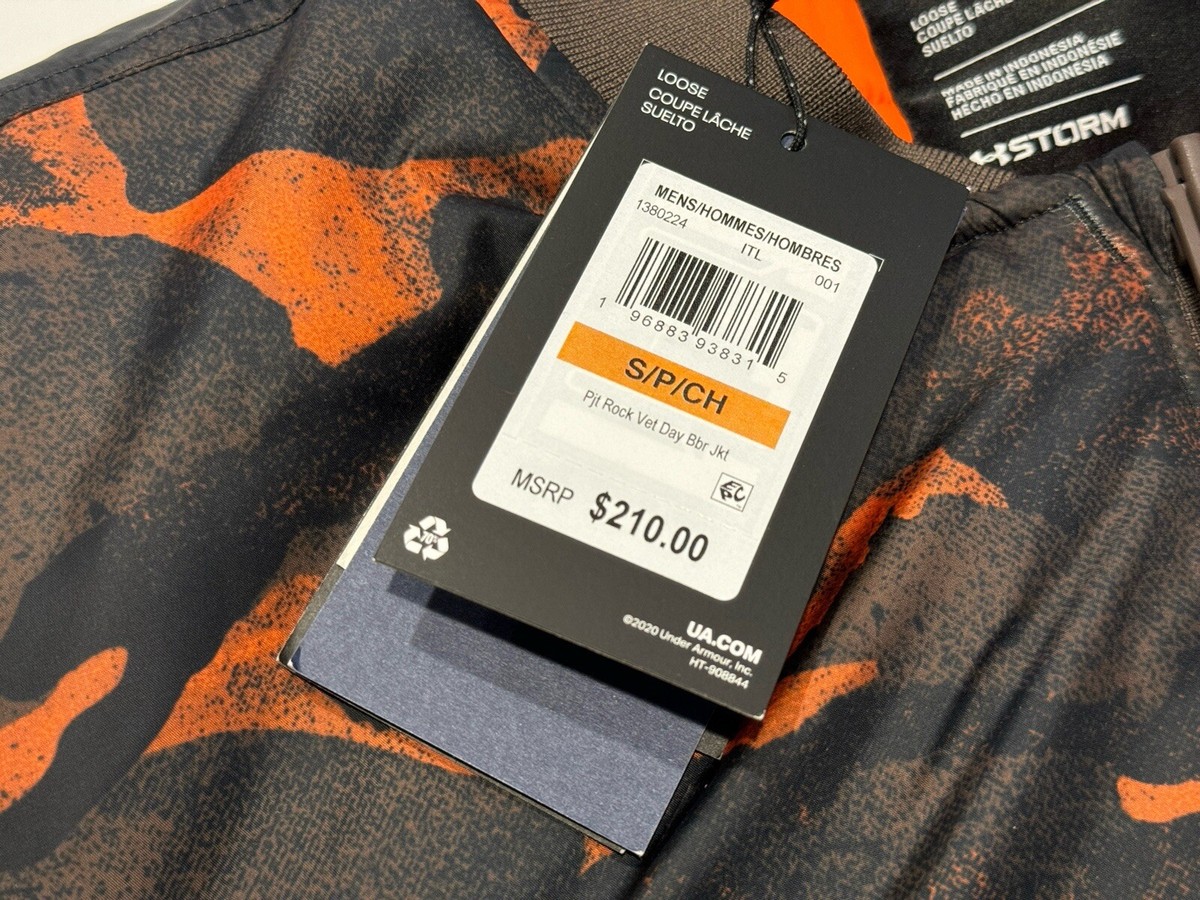 LOOSE
COUPE LÂCHE
SUELTO
MADE IN INDONESIA
FABRIQUÉ EN INDONÉSIE
HECHO EN INDONESIA
STORM
LOOSE
COUPE LÂCHE
SUELTO
MENS/HOMMES/HOMBRES
1380224 ITL 001
1 96883 93831 5
S/P/CH
Pjt Rock Vet Day Bbr Jkt
MSRP $210.00
70%
UA.COM
©2020 Under Armour, Inc.
HT-908844